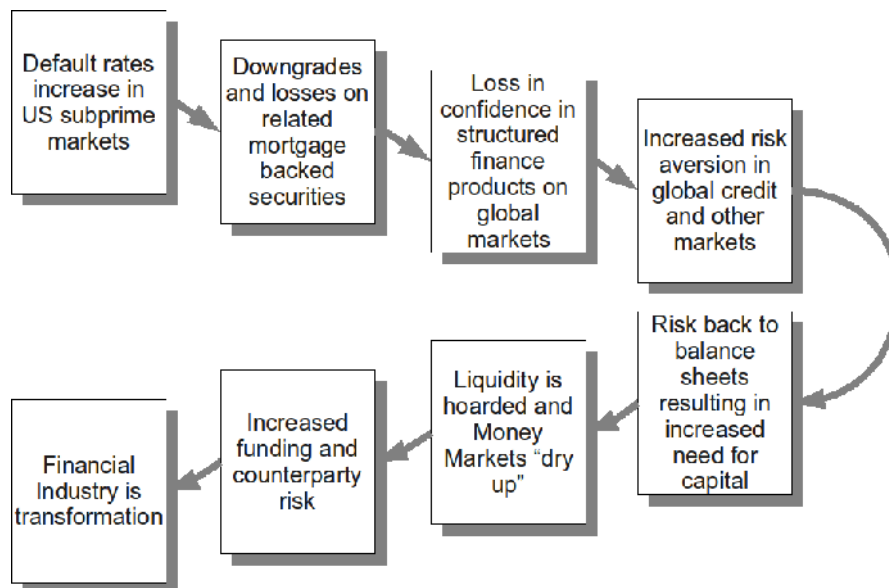 Default rates
increase in
US subprime
markets
Downgrades
and losses on
related
mortgage
backed
securities
Loss in
confidence in
structured
finance
products on
global
markets
Increased risk
aversion in
global credit
and other
markets
Risk back to
balance
sheets
resulting in
increased
need for
capital
Liquidity is
hoarded and
Money
Markets “dry
up”
Increased
funding and
counterparty
risk
Financial
Industry is
transformation